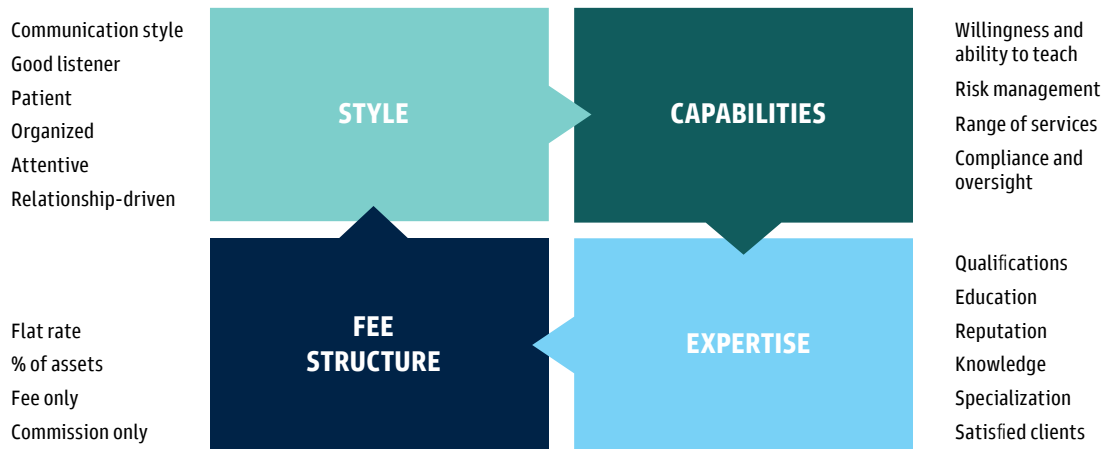 Communication style
Good listener
Patient
Organized
Attentive
Relationship-driven
STYLE
CAPABILITIES
Willingness and
ability to teach
Risk management
Range of services
Compliance and
oversight
Flat rate
% of assets
Fee only
Commission only
FEE
STRUCTURE
EXPERTISE
Qualifications
Education
Reputation
Knowledge
Specialization
Satisfied clients